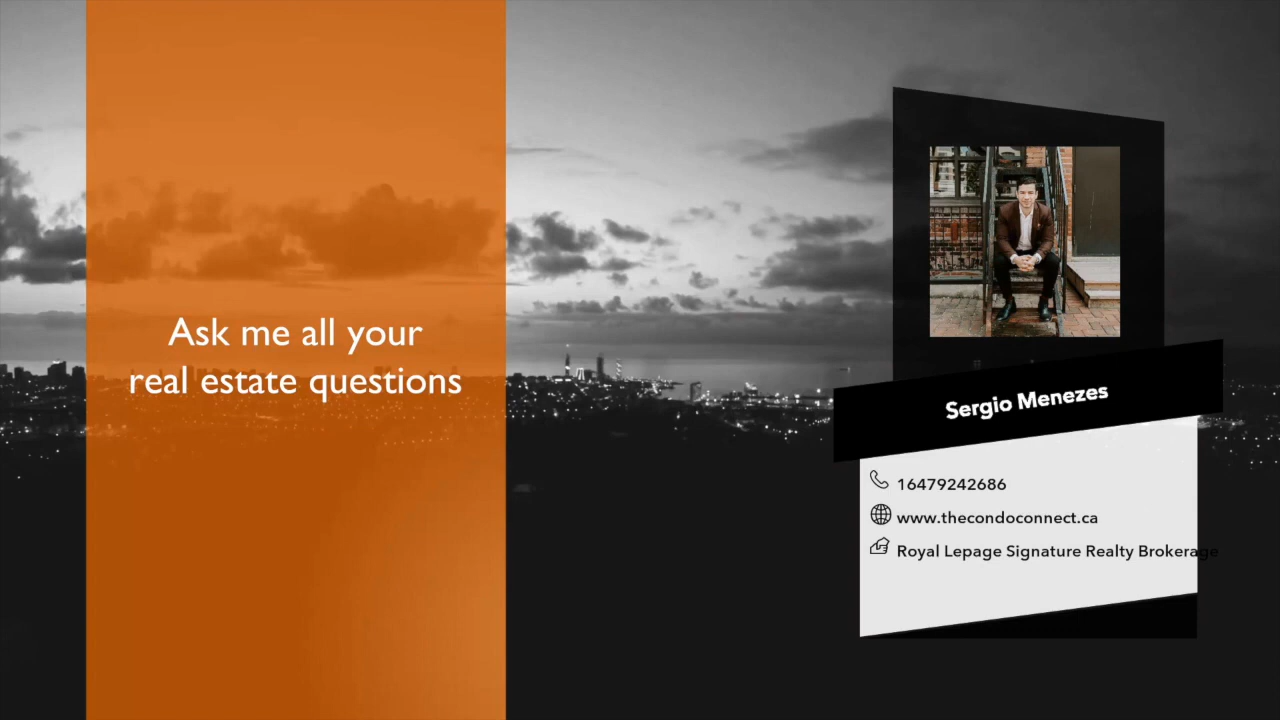 Ask me all your
real estate questions
Sergio Menezes
16479242686
www.thecondoconnect.ca
Royal Lepage Signature Realty Brokerage